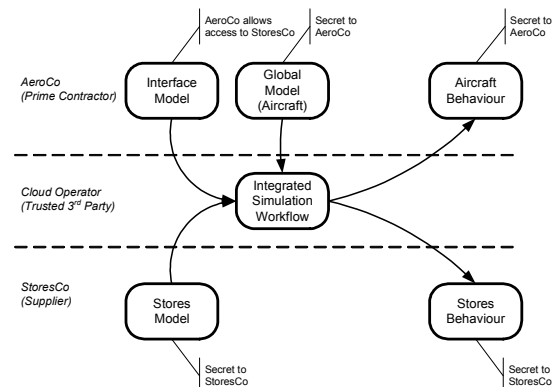 AeroCo allows
access to StoresCo
Secret to
AeroCo
Secret to
AeroCo
AeroCo
(Prime Contractor)
Interface
Model
Global
Model
(Aircraft)
Aircraft
Behaviour
Cloud Operator
(Trusted 3rd Party)
Integrated
Simulation
Workflow
StoresCo
(Supplier)
Stores
Model
Stores
Behaviour
Secret to
StoresCo
Secret to
StoresCo